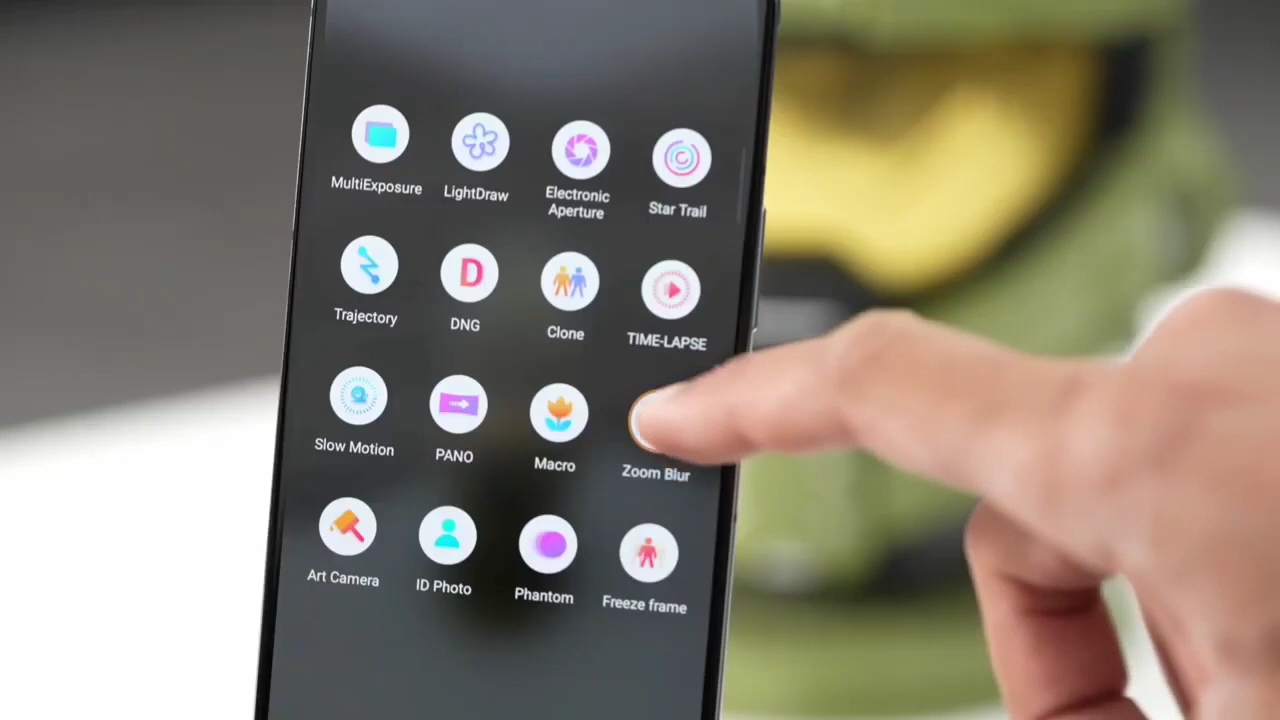 MultiExposure
LightDraw
Electronic
Aperture
Star Trail
Trajectory
DNG
Clone
TIME-LAPSE
Slow Motion
PANO
Macro
Zoom Blur
Art Camera
ID Photo
Phantom
Freeze frame